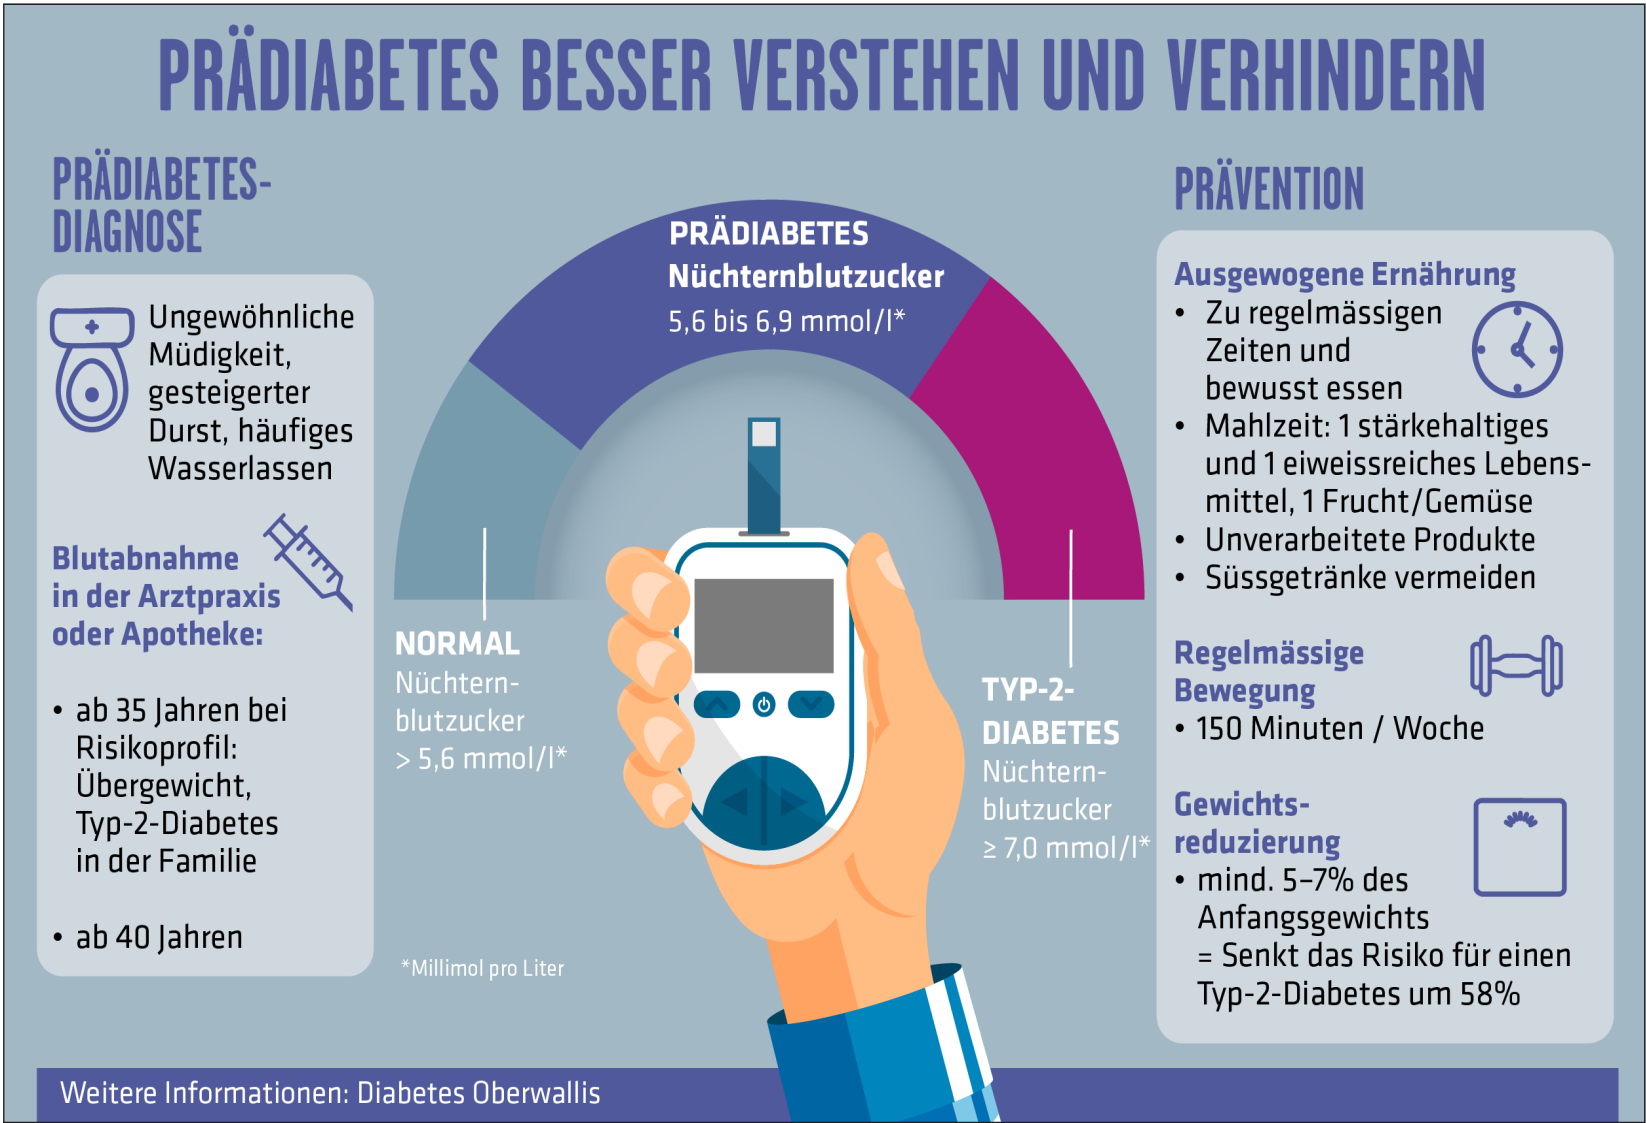 PRÄDIABETES BESSER VERSTEHEN UND VERHINDERN
PRÄDIABETES-
DIAGNOSE
Ungewöhnliche
Müdigkeit,
gesteigerter
Durst, häufiges
Wasserlassen
Blutabnahme
in der Arztpraxis
oder Apotheke:
• ab 35 Jahren bei
Risikoprofil:
Übergewicht,
Typ-2-Diabetes
in der Familie
• ab 40 Jahren
PRÄDIABETES
Nüchternblutzucker
5,6 bis 6,9 mmol/l*
NORMAL
Nüchtern-
blutzucker
> 5,6 mmol/l*
TYP-2-
DIABETES
Nüchtern-
blutzucker
≥ 7,0 mmol/l*
*Millimol pro Liter
PRÄVENTION
Ausgewogene Ernährung
• Zu regelmässigen
Zeiten und
bewusst essen
• Mahlzeit: 1 stärkehaltiges
und 1 eiweissreiches Lebens-
mittel, 1 Frucht/Gemüse
• Unverarbeitete Produkte
• Süssgetränke vermeiden
Regelmässige
Bewegung
• 150 Minuten / Woche
Gewichts-
reduzierung
• mind. 5–7% des
Anfangsgewichts
= Senkt das Risiko für einen
Typ-2-Diabetes um 58%
Weitere Informationen: Diabetes Oberwallis